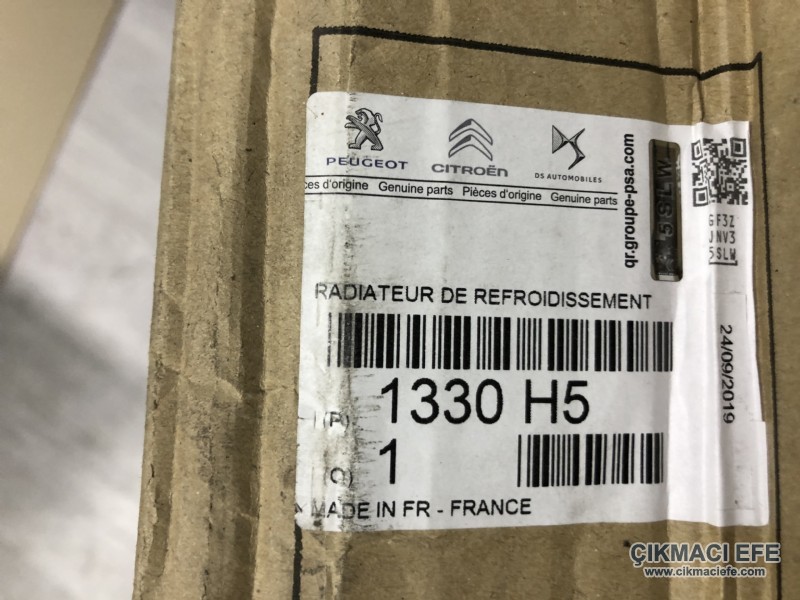 PEUGEOT
CITROËN
DS AUTOMOBILES
d'origine Genuine parts Pièces d'origine Genuine parts
qr.groupe-psa.com
5SLW
GF3Z
JNV3
5SLW
RADIATEUR DE REFROIDISSEMENT
(P) 1330 H5
(Q) 1
MADE IN FR - FRANCE
24/09/2019
ÇIKMACI EFE
www.cikmaciefe.com